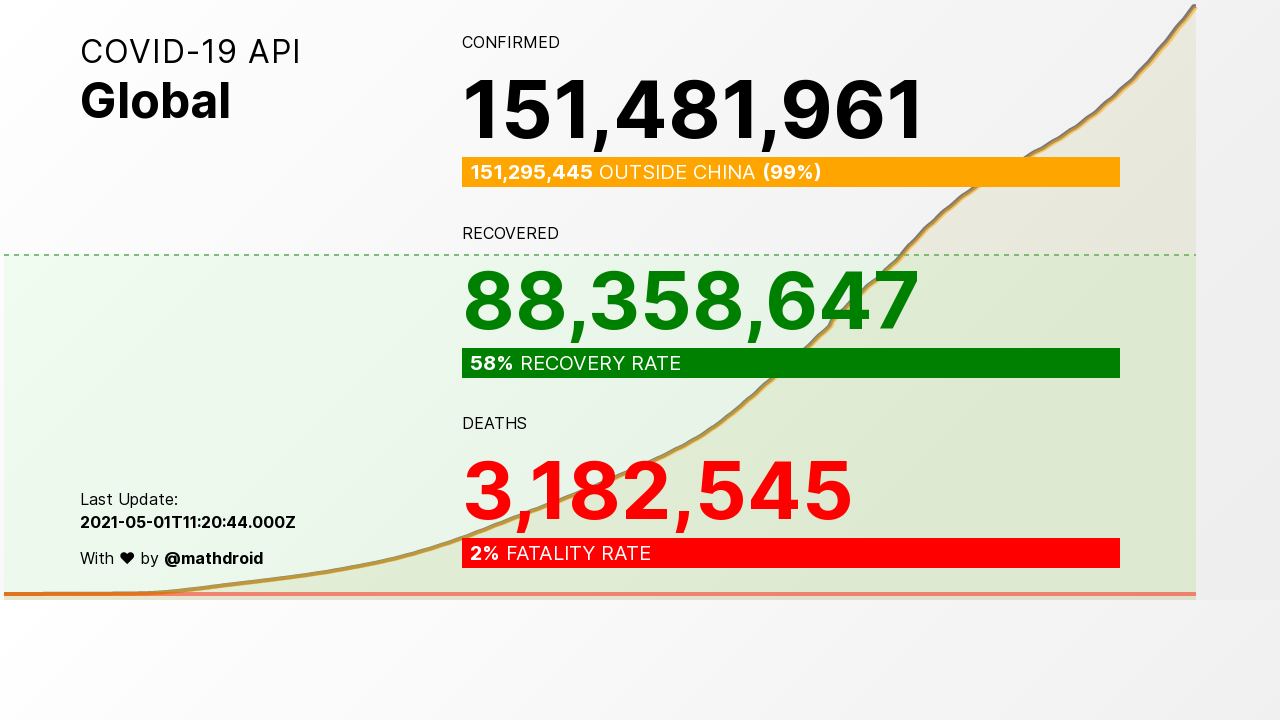 COVID-19 API
Global
CONFIRMED
151,481,961
151,295,445 OUTSIDE CHINA (99%)
RECOVERED
88,358,647
58% RECOVERY RATE
DEATHS
3,182,545
2% FATALITY RATE
Last Update:
2021-05-01T11:20:44.000Z
With ♥ by @mathdroid